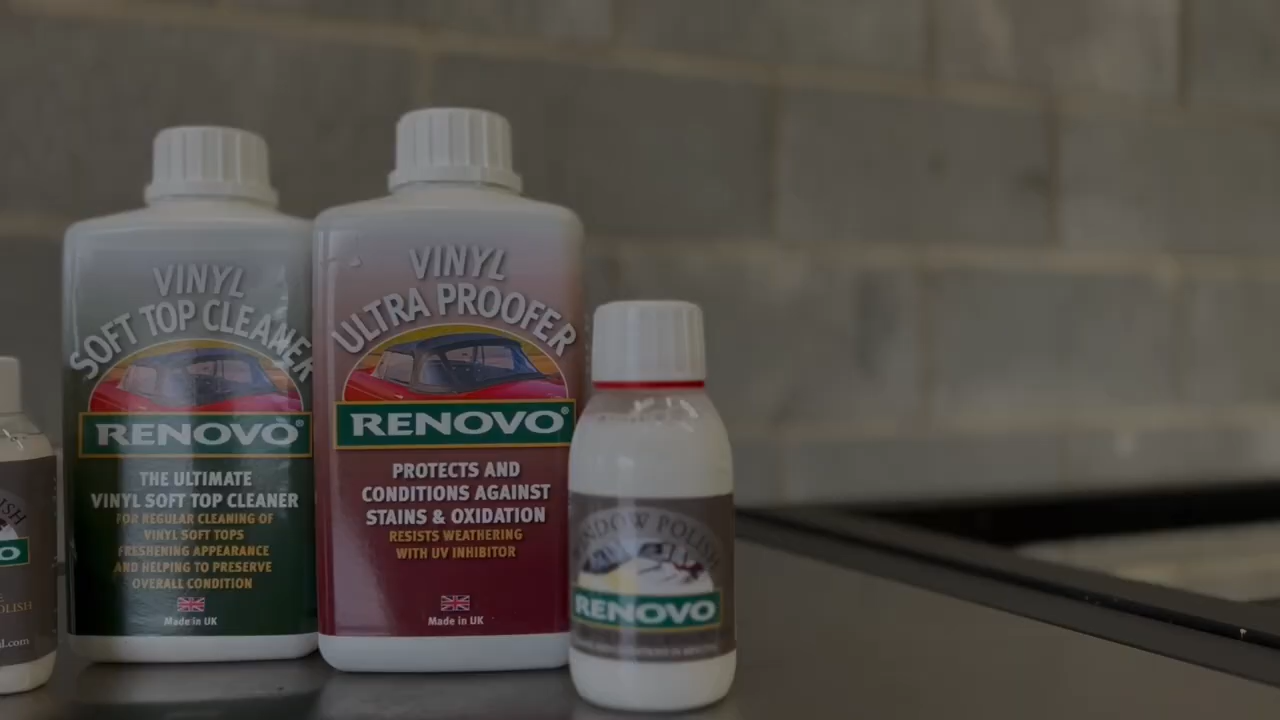 VINYL
SOFT TOP CLEANER
RENOVO®
THE ULTIMATE
VINYL SOFT TOP CLEANER
FOR REGULAR CLEANING OF
VINYL SOFT TOPS
FRESHENING APPEARANCE
AND HELPING TO PRESERVE
OVERALL CONDITION
Made in UK
VINYL
ULTRA PROOFER
RENOVO®
PROTECTS AND
CONDITIONS AGAINST
STAINS & OXIDATION
RESISTS WEATHERING
WITH UV INHIBITOR
Made in UK
WINDOW POLISH
RENOVO